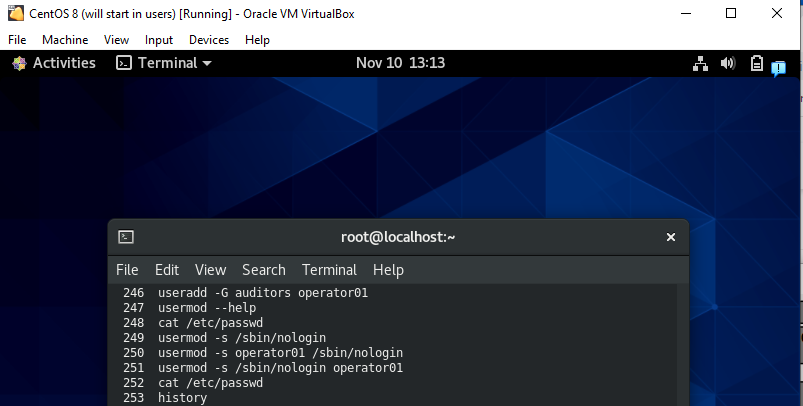 CentOS 8 (will start in users) [Running] - Oracle VM VirtualBox
File Machine View Input Devices Help
Activities Terminal Nov 10 13:13
root@localhost:~
File Edit View Search Terminal Help
246 useradd -G auditors operator01
247 usermod --help
248 cat /etc/passwd
249 usermod -s /sbin/nologin
250 usermod -s operator01 /sbin/nologin
251 usermod -s /sbin/nologin operator01
252 cat /etc/passwd
253 history